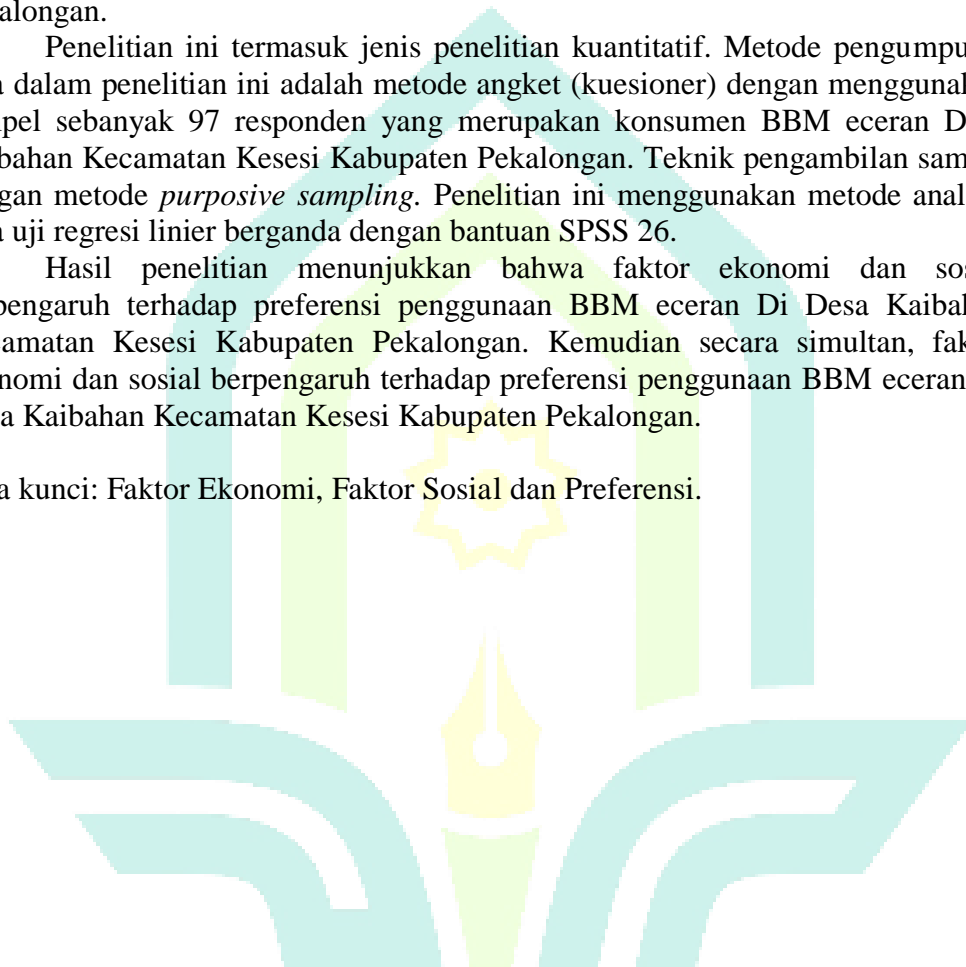 alongan.
Penelitian ini termasuk jenis penelitian kuantitatif. Metode pengumpu
a dalam penelitian ini adalah metode angket (kuesioner) dengan menggunak
pel sebanyak 97 responden yang merupakan konsumen BBM eceran D
bahan Kecamatan Kesesi Kabupaten Pekalongan. Teknik pengambilan sam
gan metode purposive sampling. Penelitian ini menggunakan metode anal
a uji regresi linier berganda dengan bantuan SPSS 26.
Hasil penelitian menunjukkan bahwa faktor ekonomi dan sos
pengaruh terhadap preferensi penggunaan BBM eceran Di Desa Kaibah
camatan Kesesi Kabupaten Pekalongan. Kemudian secara simultan, fak
nomi dan sosial berpengaruh terhadap preferensi penggunaan BBM eceran
a Kaibahan Kecamatan Kesesi Kabupaten Pekalongan.
a kunci: Faktor Ekonomi, Faktor Sosial dan Preferensi.